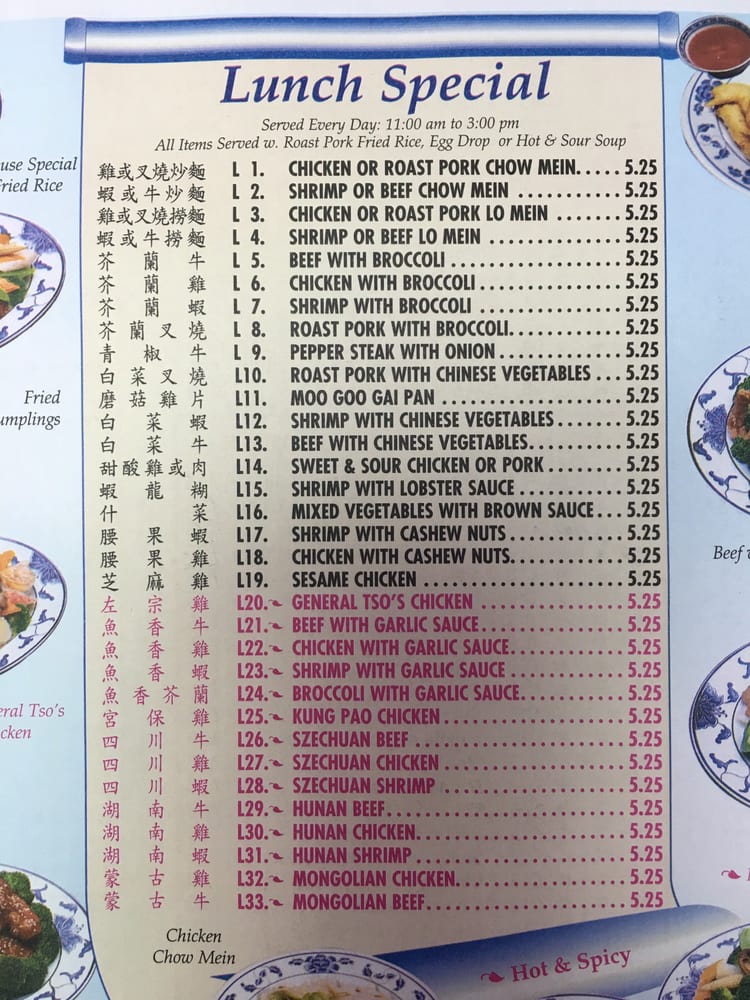 Lunch Special
Served Every Day: 11:00 am to 3:00 pm
All Items Served w. Roast Pork Fried Rice, Egg Drop or Hot & Sour Soup
雞或叉燒炒麵 L 1. CHICKEN OR ROAST PORK CHOW MEIN..... 5.25
蝦或牛炒麵 L 2. SHRIMP OR BEEF CHOW MEIN ............ 5.25
雞或叉燒撈麵 L 3. CHICKEN OR ROAST PORK LO MEIN ........ 5.25
蝦或牛撈麵 L 4. SHRIMP OR BEEF LO MEIN ............... 5.25
芥蘭牛 L 5. BEEF WITH BROCCOLI ................... 5.25
芥蘭雞 L 6. CHICKEN WITH BROCCOLI ................ 5.25
芥蘭蝦 L 7. SHRIMP WITH BROCCOLI ................. 5.25
芥蘭叉燒 L 8. ROAST PORK WITH BROCCOLI.............. 5.25
青椒牛 L 9. PEPPER STEAK WITH ONION .............. 5.25
白菜叉燒 L10. ROAST PORK WITH CHINESE VEGETABLES ... 5.25
磨菇雞片 L11. MOO GOO GAI PAN ...................... 5.25
白菜蝦 L12. SHRIMP WITH CHINESE VEGETABLES ........ 5.25
白菜牛 L13. BEEF WITH CHINESE VEGETABLES........... 5.25
甜酸雞或肉 L14. SWEET & SOUR CHICKEN OR PORK ......... 5.25
蝦龍糊 L15. SHRIMP WITH LOBSTER SAUCE ............ 5.25
什菜 L16. MIXED VEGETABLES WITH BROWN SAUCE... 5.25
腰果蝦 L17. SHRIMP WITH CASHEW NUTS ............. 5.25
腰果雞 L18. CHICKEN WITH CASHEW NUTS............. 5.25
芝麻雞 L19. SESAME CHICKEN ...................... 5.25
左宗雞 L20. GENERAL TSO'S CHICKEN ............... 5.25
魚香牛 L21. BEEF WITH GARLIC SAUCE............... 5.25
魚香雞 L22. CHICKEN WITH GARLIC SAUCE............ 5.25
魚香蝦 L23. SHRIMP WITH GARLIC SAUCE ............ 5.25
魚香芥蘭 L24. BROCCOLI WITH GARLIC SAUCE........... 5.25
宮保雞 L25. KUNG PAO CHICKEN .................... 5.25
四川牛 L26. SZECHUAN BEEF ....................... 5.25
四川雞 L27. SZECHUAN CHICKEN .................... 5.25
四川蝦 L28. SZECHUAN SHRIMP ..................... 5.25
湖南牛 L29. HUNAN BEEF........................... 5.25
湖南雞 L30. HUNAN CHICKEN........................ 5.25
湖南蝦 L31. HUNAN SHRIMP ........................ 5.25
蒙古雞 L32. MONGOLIAN CHICKEN.................... 5.25
蒙古牛 L33. MONGOLIAN BEEF....................... 5.25
Hot & Spicy
Chicken
Chow Mein
use Special
ried Rice
Fried
umplings
eral Tso's
cken
Beef